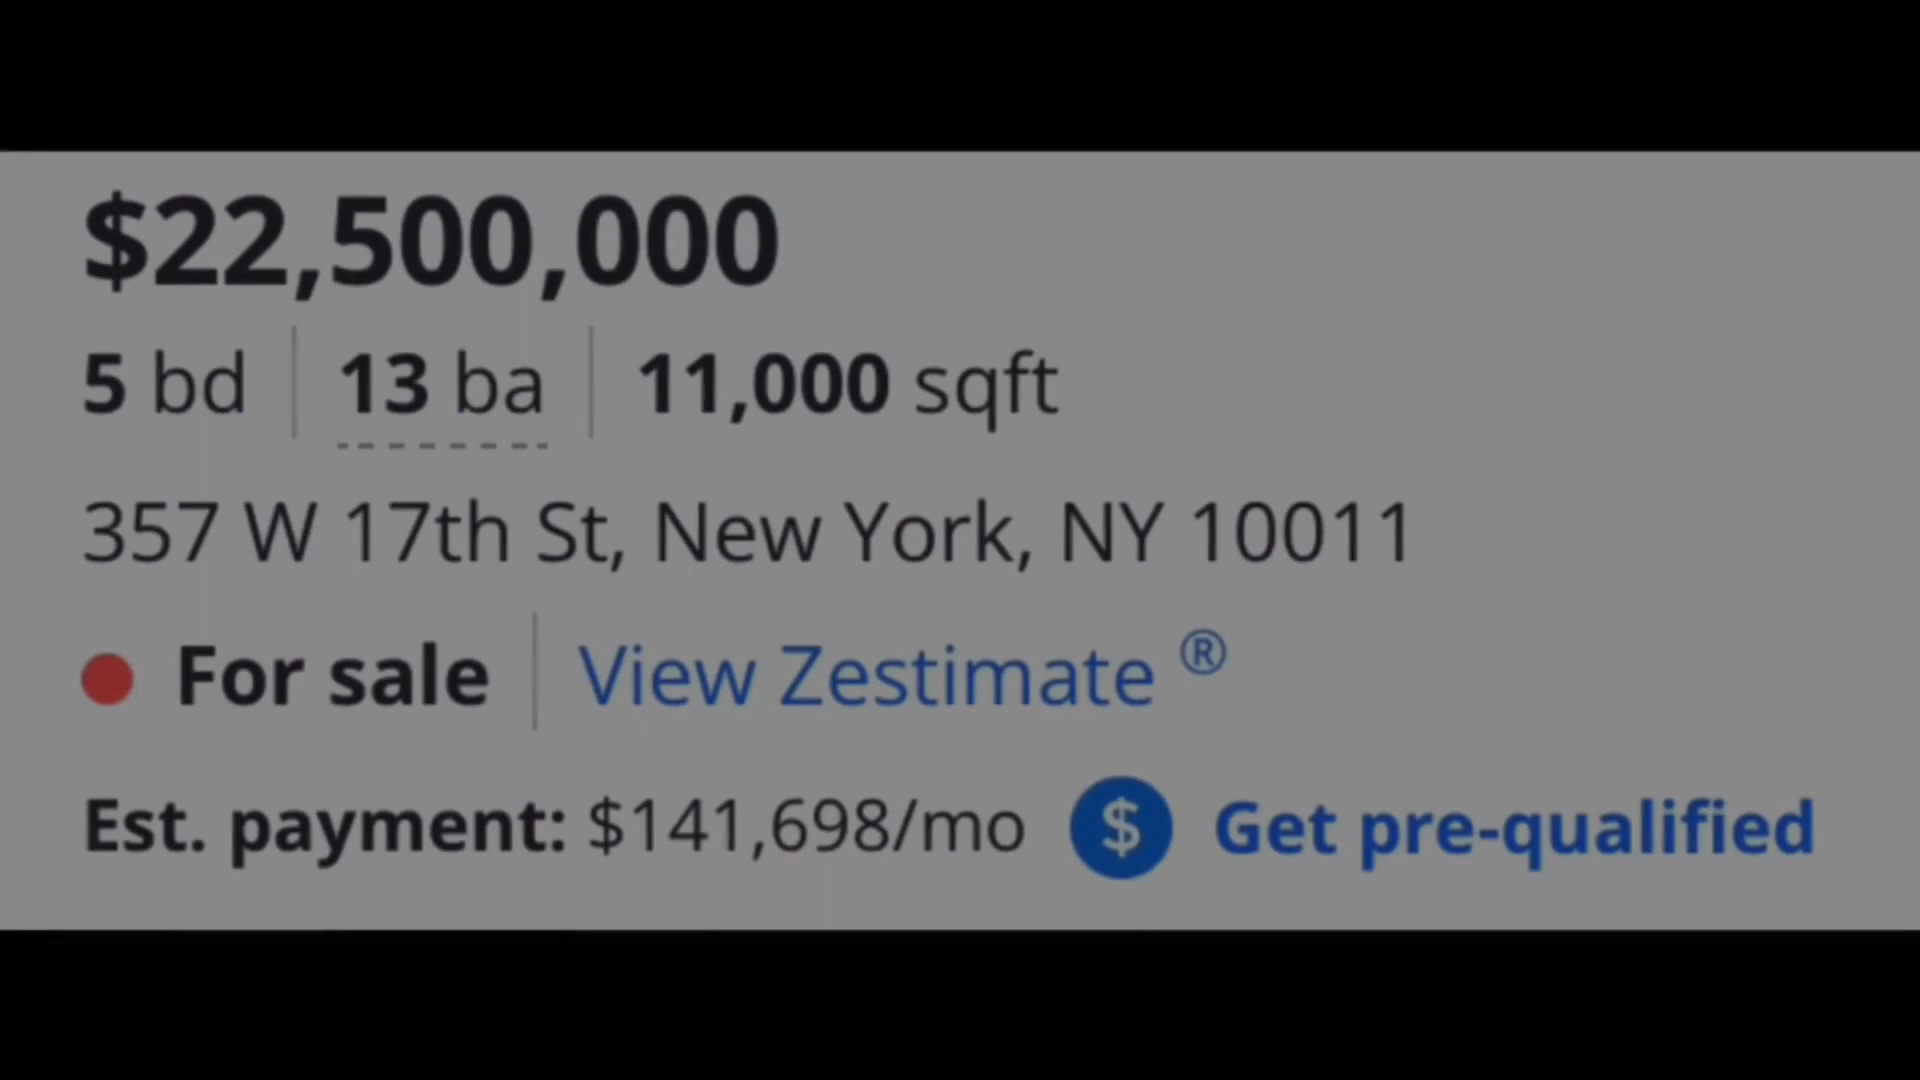 $22,500,000
5 bd | 13 ba | 11,000 sqft
357 W 17th St, New York, NY 10011
For sale | View Zestimate ®
Est. payment: $141,698/mo $ Get pre-qualified